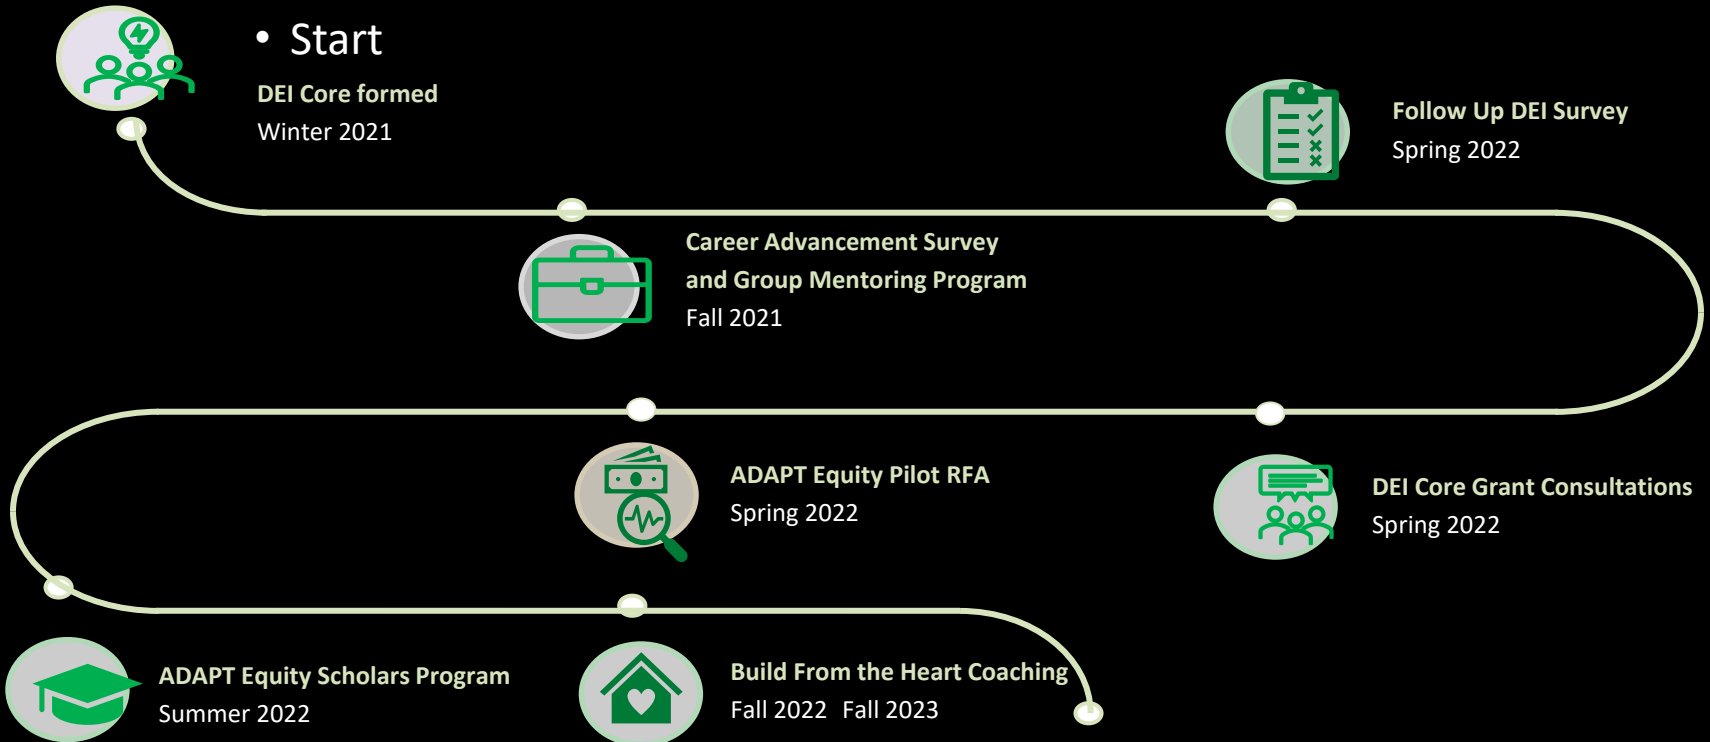 • Start
DEI Core formed
Winter 2021
Career Advancement Survey
and Group Mentoring Program
Fall 2021
Follow Up DEI Survey
Spring 2022
DEI Core Grant Consultations
Spring 2022
ADAPT Equity Pilot RFA
Spring 2022
ADAPT Equity Scholars Program
Summer 2022
Build From the Heart Coaching
Fall 2022 Fall 2023